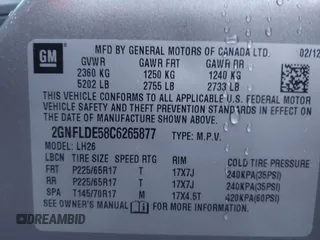 GM
MFD BY GENERAL MOTORS OF CANADA LTD. 02/12
GVWR GAWR FRT GAWR RR
2360 KG 1250 KG 1240 KG
5202 LB 2755 LB 2733 LB
THIS VEHICLE CONFORMS TO ALL APPLICABLE U.S. FEDERAL MOTOR
VEHICLE SAFETY, BUMPER, AND THEFT PREVENTION
STANDARDS IN EFFECT ON THE
DATE OF MANUFACTURE SHOWN ABOVE.
2GNFLDE58C6265877 TYPE: M.P.V.
MODEL: LH26
LBCN TIRE SIZE SPEED RTG RIM COLD TIRE PRESSURE
FRT P225/65R17 T 17X7J 240KPA(35PSI)
RR P225/65R17 T 17X7J 240KPA(35PSI)
SPA T145/70R17 M 17X4.5T 420KPA(60PSI)
SEE OWNER'S MANUAL FOR ADDITIONAL INFORMATION
DREAMBID